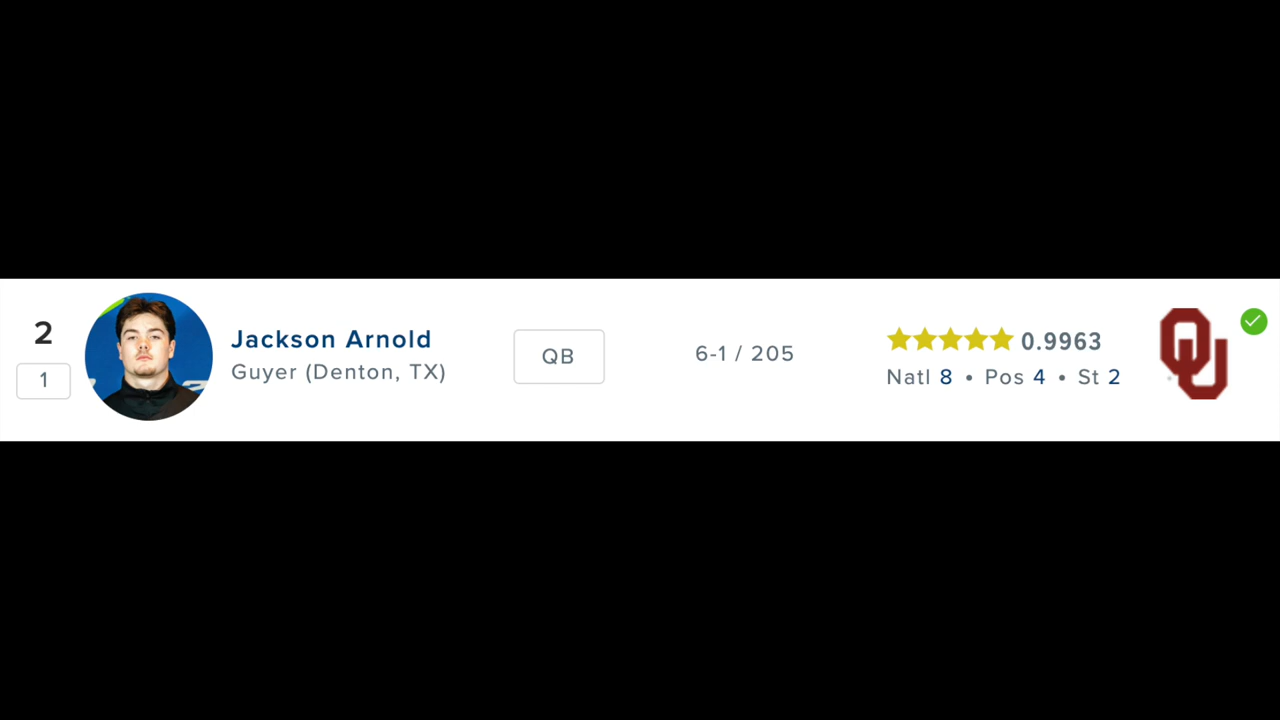 2
1
Jackson Arnold
Guyer (Denton, TX)
QB
6-1 / 205
0.9963
Natl 8 • Pos 4 • St 2
OU